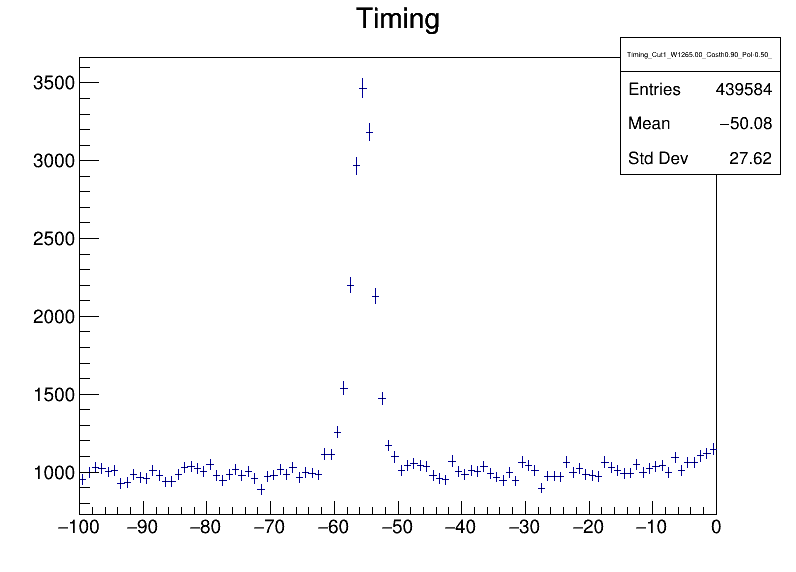 Timing
Timing_Cut1_W1265.00_Costh0.90_Pol-0.50_
Entries 439584
Mean −50.08
Std Dev 27.62
3500
3000
2500
2000
1500
1000
−100 −90 −80 −70 −60 −50 −40 −30 −20 −10 0